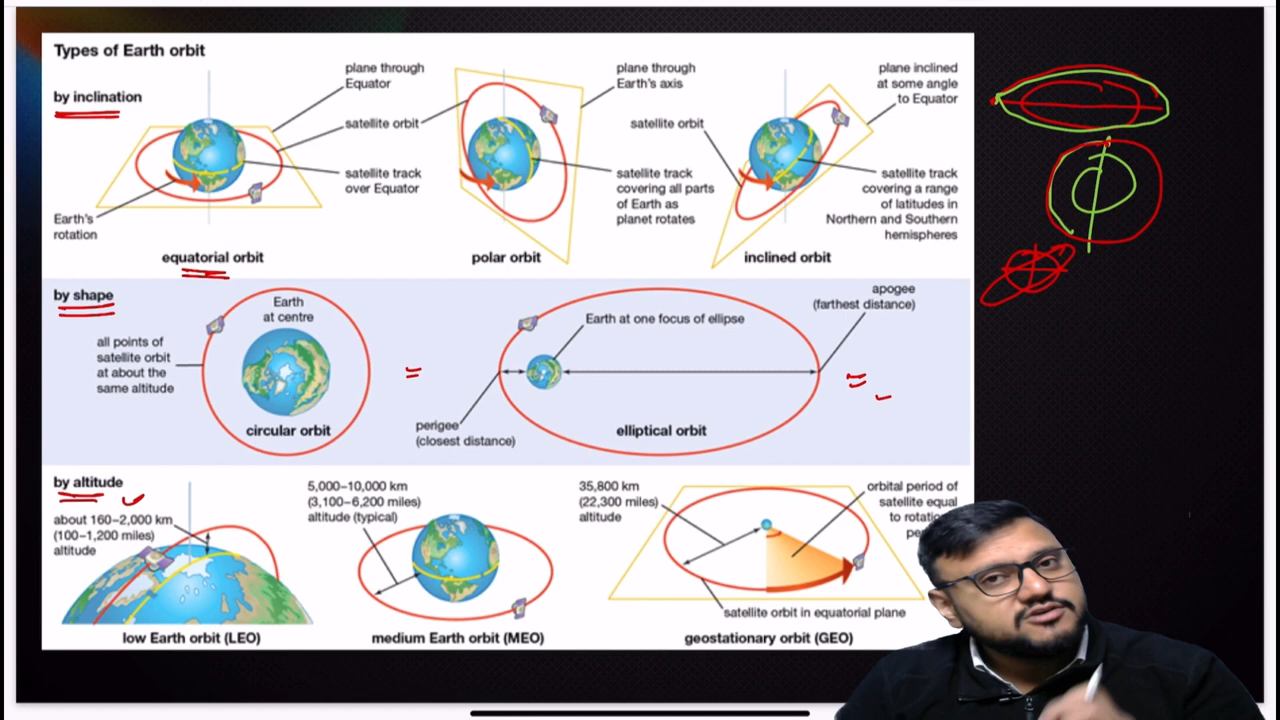 Types of Earth orbit
by inclination
plane through
Equator
satellite orbit
satellite track
over Equator
Earth's
rotation
equatorial orbit
plane through
Earth's axis
satellite track
covering all parts
of Earth as
planet rotates
polar orbit
plane inclined
at some angle
to Equator
satellite orbit
satellite track
covering a range
of latitudes in
Northern and Southern
hemispheres
inclined orbit
by shape
Earth
at centre
all points of
satellite orbit
at about the
same altitude
circular orbit
Earth at one focus of ellipse
apogee
(farthest distance)
perigee
(closest distance)
elliptical orbit
by altitude
about 160–2,000 km
(100–1,200 miles)
altitude
low Earth orbit (LEO)
5,000–10,000 km
(3,100–6,200 miles)
altitude (typical)
medium Earth orbit (MEO)
35,800 km
(22,300 miles)
altitude
orbital period of
satellite equal
to
satellite orbit in equatorial plane
geostationary orbit (GEO)